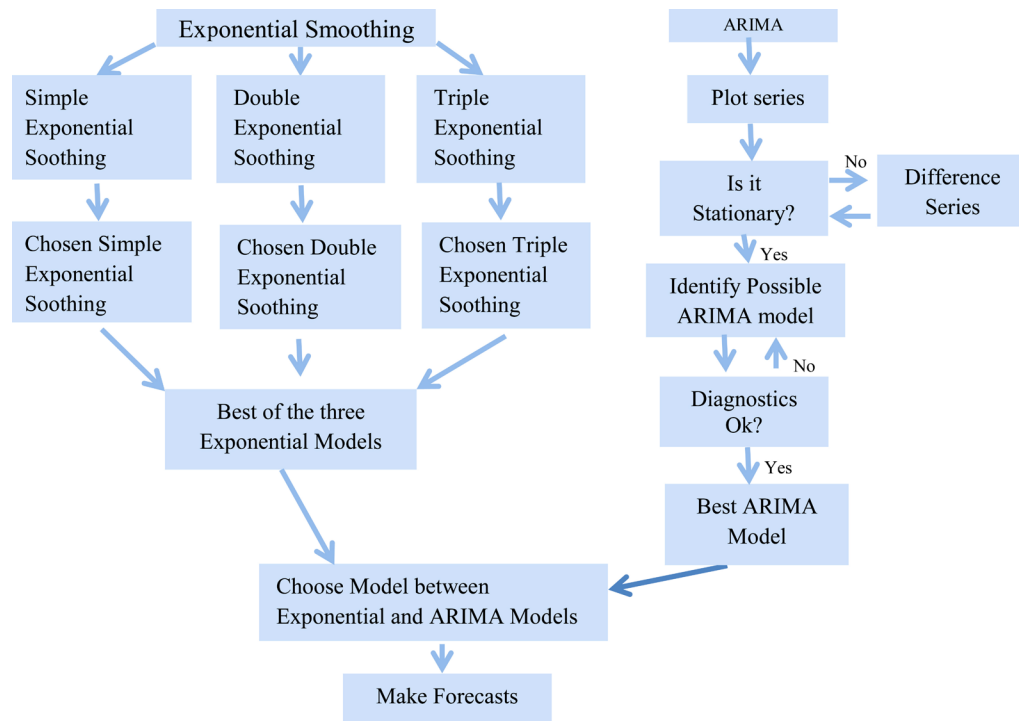 Exponential Smoothing
Simple
Exponential
Soothing
Double
Exponential
Soothing
Triple
Exponential
Soothing
Chosen Simple
Exponential
Soothing
Chosen Double
Exponential
Soothing
Chosen Triple
Exponential
Soothing
Best of the three
Exponential Models
ARIMA
Plot series
Is it
Stationary?
No
Difference
Series
Yes
Identify Possible
ARIMA model
No
Diagnostics
Ok?
Yes
Best ARIMA
Model
Choose Model between
Exponential and ARIMA Models
Make Forecasts